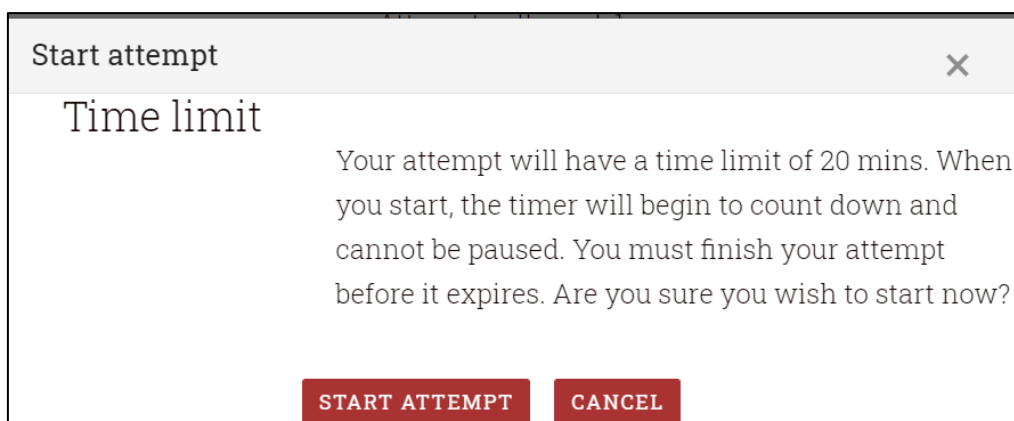 Start attempt
Time limit
Your attempt will have a time limit of 20 mins. When
you start, the timer will begin to count down and
cannot be paused. You must finish your attempt
before it expires. Are you sure you wish to start now?
START ATTEMPT CANCEL